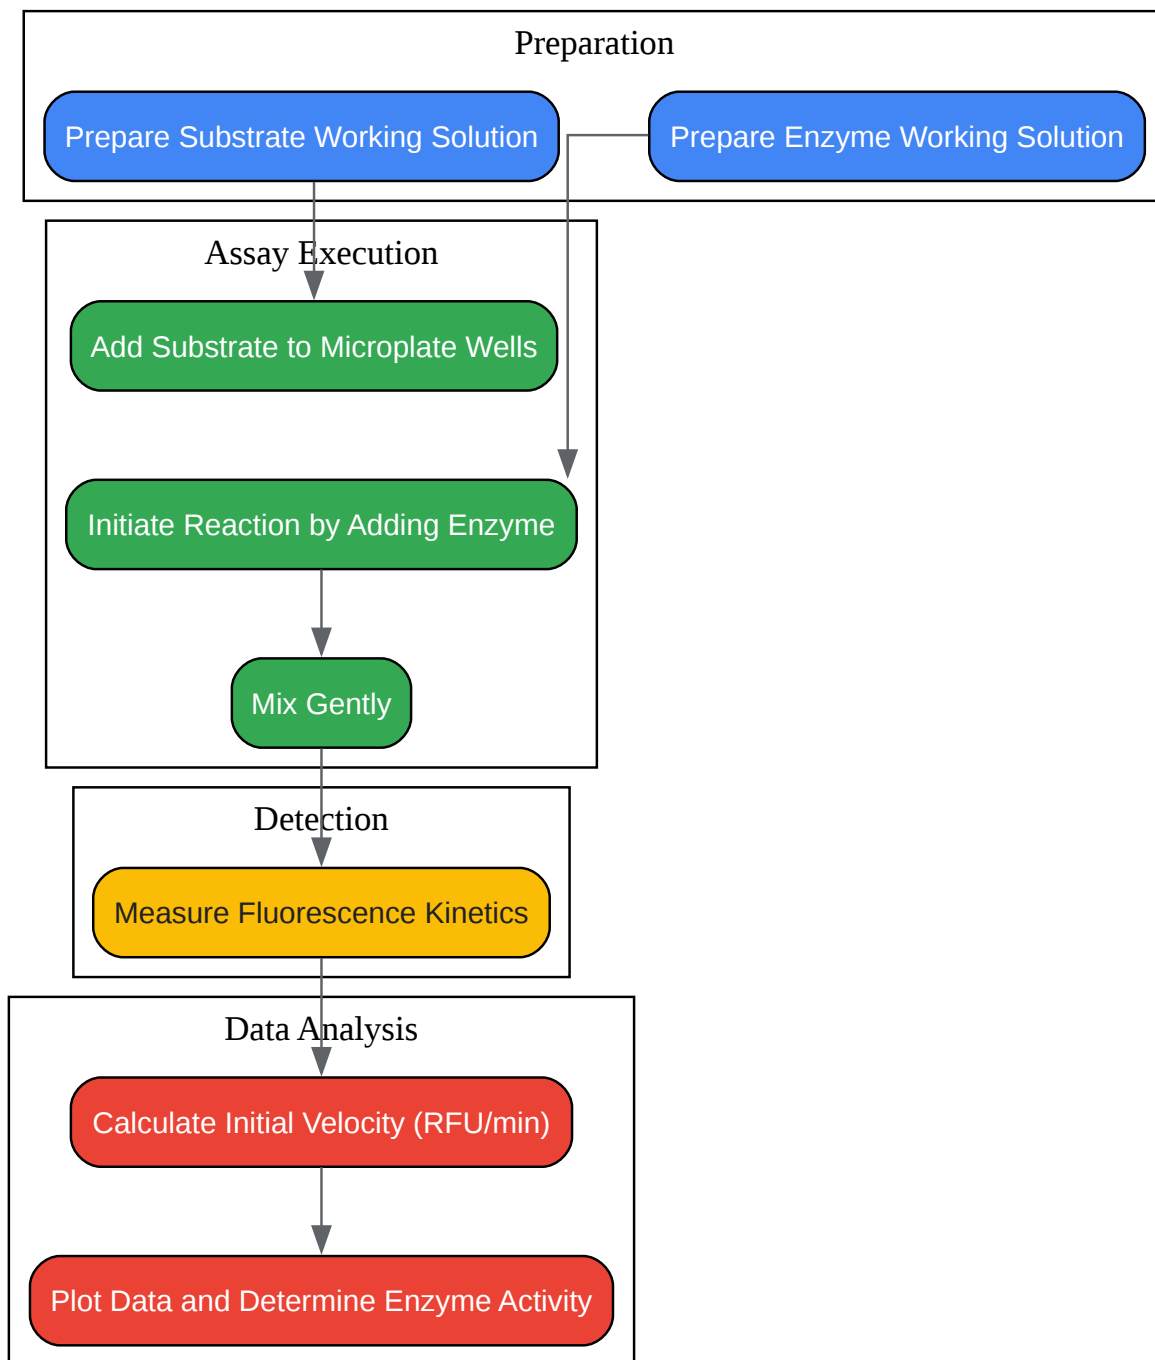 Preparation
Prepare Substrate Working Solution
Prepare Enzyme Working Solution
Assay Execution
Add Substrate to Microplate Wells
Initiate Reaction by Adding Enzyme
Mix Gently
Detection
Measure Fluorescence Kinetics
Data Analysis
Calculate Initial Velocity (RFU/min)
Plot Data and Determine Enzyme Activity